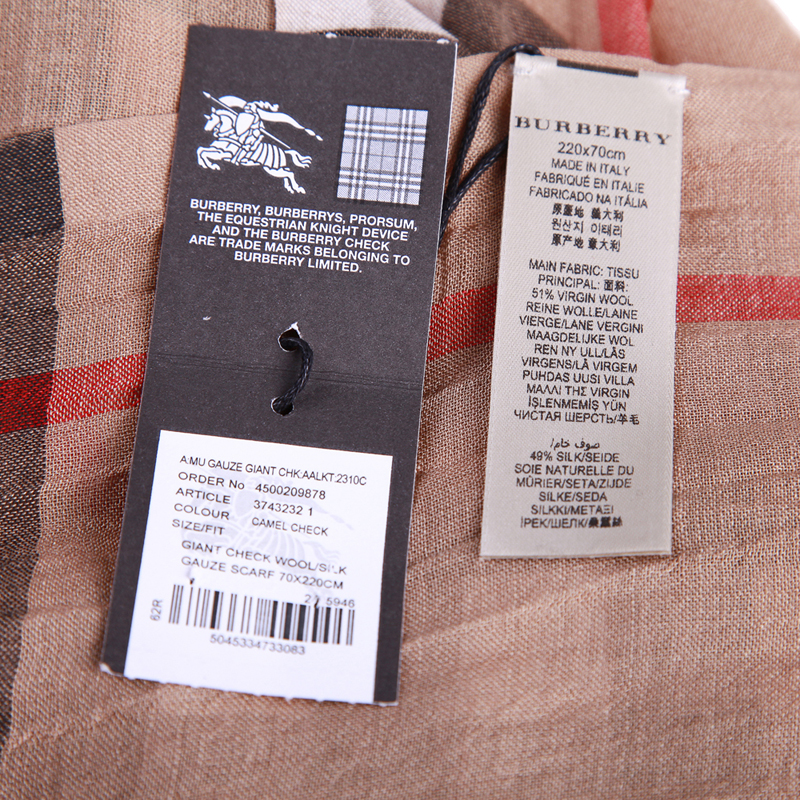 BURBERRY, BURBERRYS, PRORSUM,
THE EQUESTRIAN KNIGHT DEVICE
AND THE BURBERRY CHECK
ARE TRADE MARKS BELONGING TO
BURBERRY LIMITED.
A:MU GAUZE GIANT CHK:AALKT:2310C
ORDER No 4500209878
ARTICLE 3743232 1
COLOUR CAMEL CHECK
SIZE/FIT
GIANT CHECK WOOL/SILK
GAUZE SCARF 70X220CM
62R
5946
5045334733083
BURBERRY
220x70cm
MADE IN ITALY
FABRIQUÉ EN ITALIE
FABRICADO NA ITÁLIA
原產地 義大利
원산지 이태리
原产地 意大利
MAIN FABRIC: TISSU
PRINCIPAL: 面料:
51% VIRGIN WOOL
REINE WOLLE/LAINE
VIERGE/LANE VERGINI
MAAGDELIJKE WOL
REN NY ULL/LÅS
VIRGENS/LÃ VIRGEM
PUHDAS UUSI VILLA
ΜΑΛΛΙ ΤΗΣ VIRGIN
İŞLENMEMİŞ YÜN
ЧИСТАЯ ШЕРСТЬ/羊毛
صوف خام/
49% SILK/SEIDE
SOIE NATURELLE DU
MÛRIER/SETA/ZIJDE
SILKE/SEDA
SILKKI/ΜΕΤΑΞΙ
İPEK/ШЕЛК/桑蚕丝